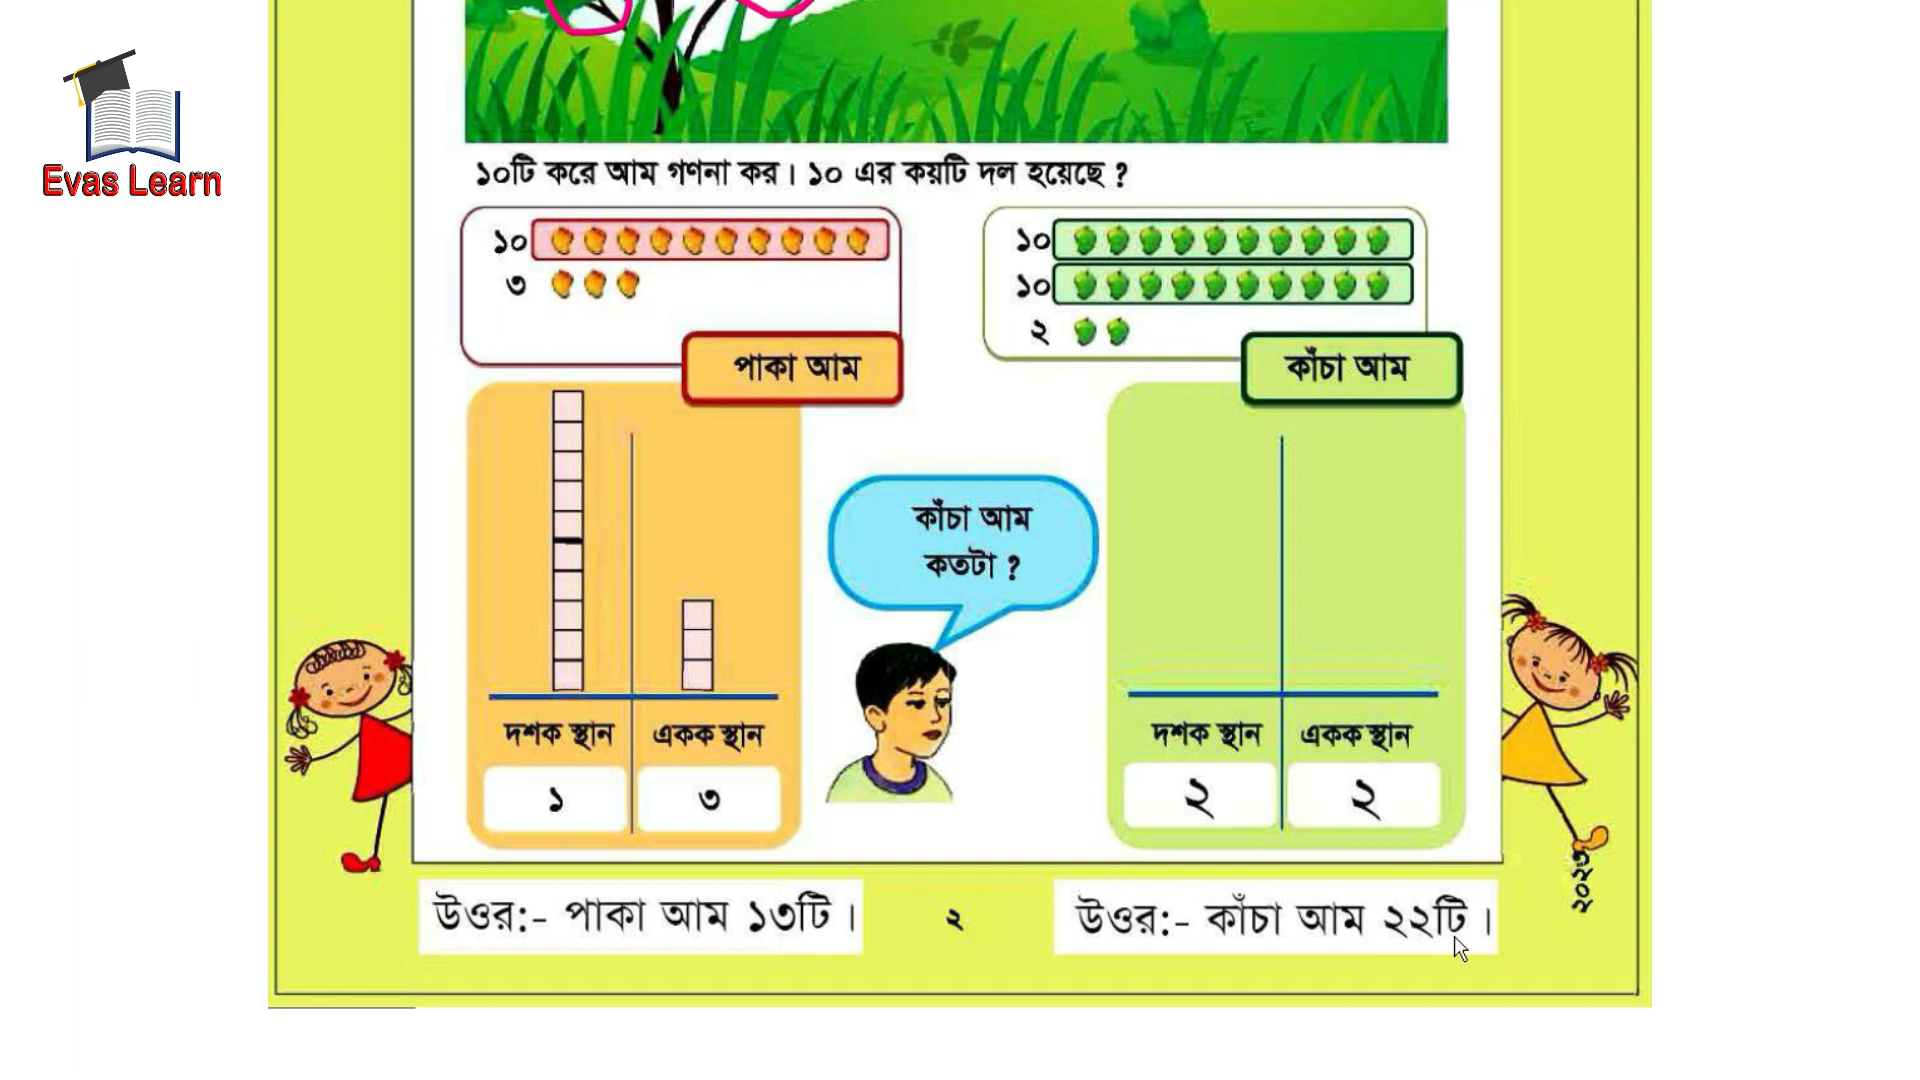 Evas Learn
১০টি করে আম গণনা কর। ১০ এর কয়টি দল হয়েছে ?
১০
৩
পাকা আম
১০
১০
২
কাঁচা আম
কাঁচা আম
কতটা ?
দশক স্থান একক স্থান
১ ৩
দশক স্থান একক স্থান
২ ২
উওর:- পাকা আম ১৩টি।
২
উওর:- কাঁচা আম ২২টি।
২০২৩